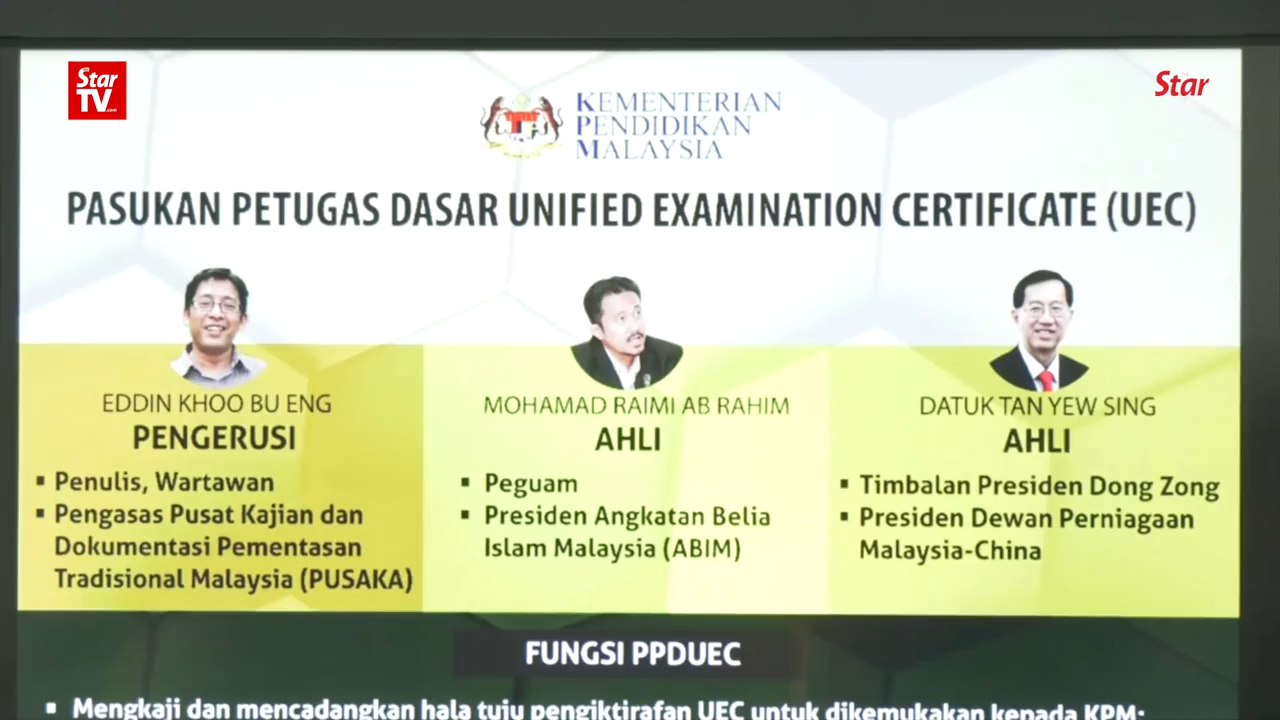 Star
TV.com
Star
KEMENTERIAN
PENDIDIKAN
MALAYSIA
PASUKAN PETUGAS DASAR UNIFIED EXAMINATION CERTIFICATE (UEC)
EDDIN KHOO BU ENG
PENGERUSI
▪ Penulis, Wartawan
▪ Pengasas Pusat Kajian dan
Dokumentasi Pementasan
Tradisional Malaysia (PUSAKA)
MOHAMAD RAIMI AB RAHIM
AHLI
▪ Peguam
▪ Presiden Angkatan Belia
Islam Malaysia (ABIM)
DATUK TAN YEW SING
AHLI
▪ Timbalan Presiden Dong Zong
▪ Presiden Dewan Perniagaan
Malaysia-China
FUNGSI PPDUEC
▪ Mengkaji dan mencadangkan hala tuju pengiktirafan UEC untuk dikemukakan kepada KPM;